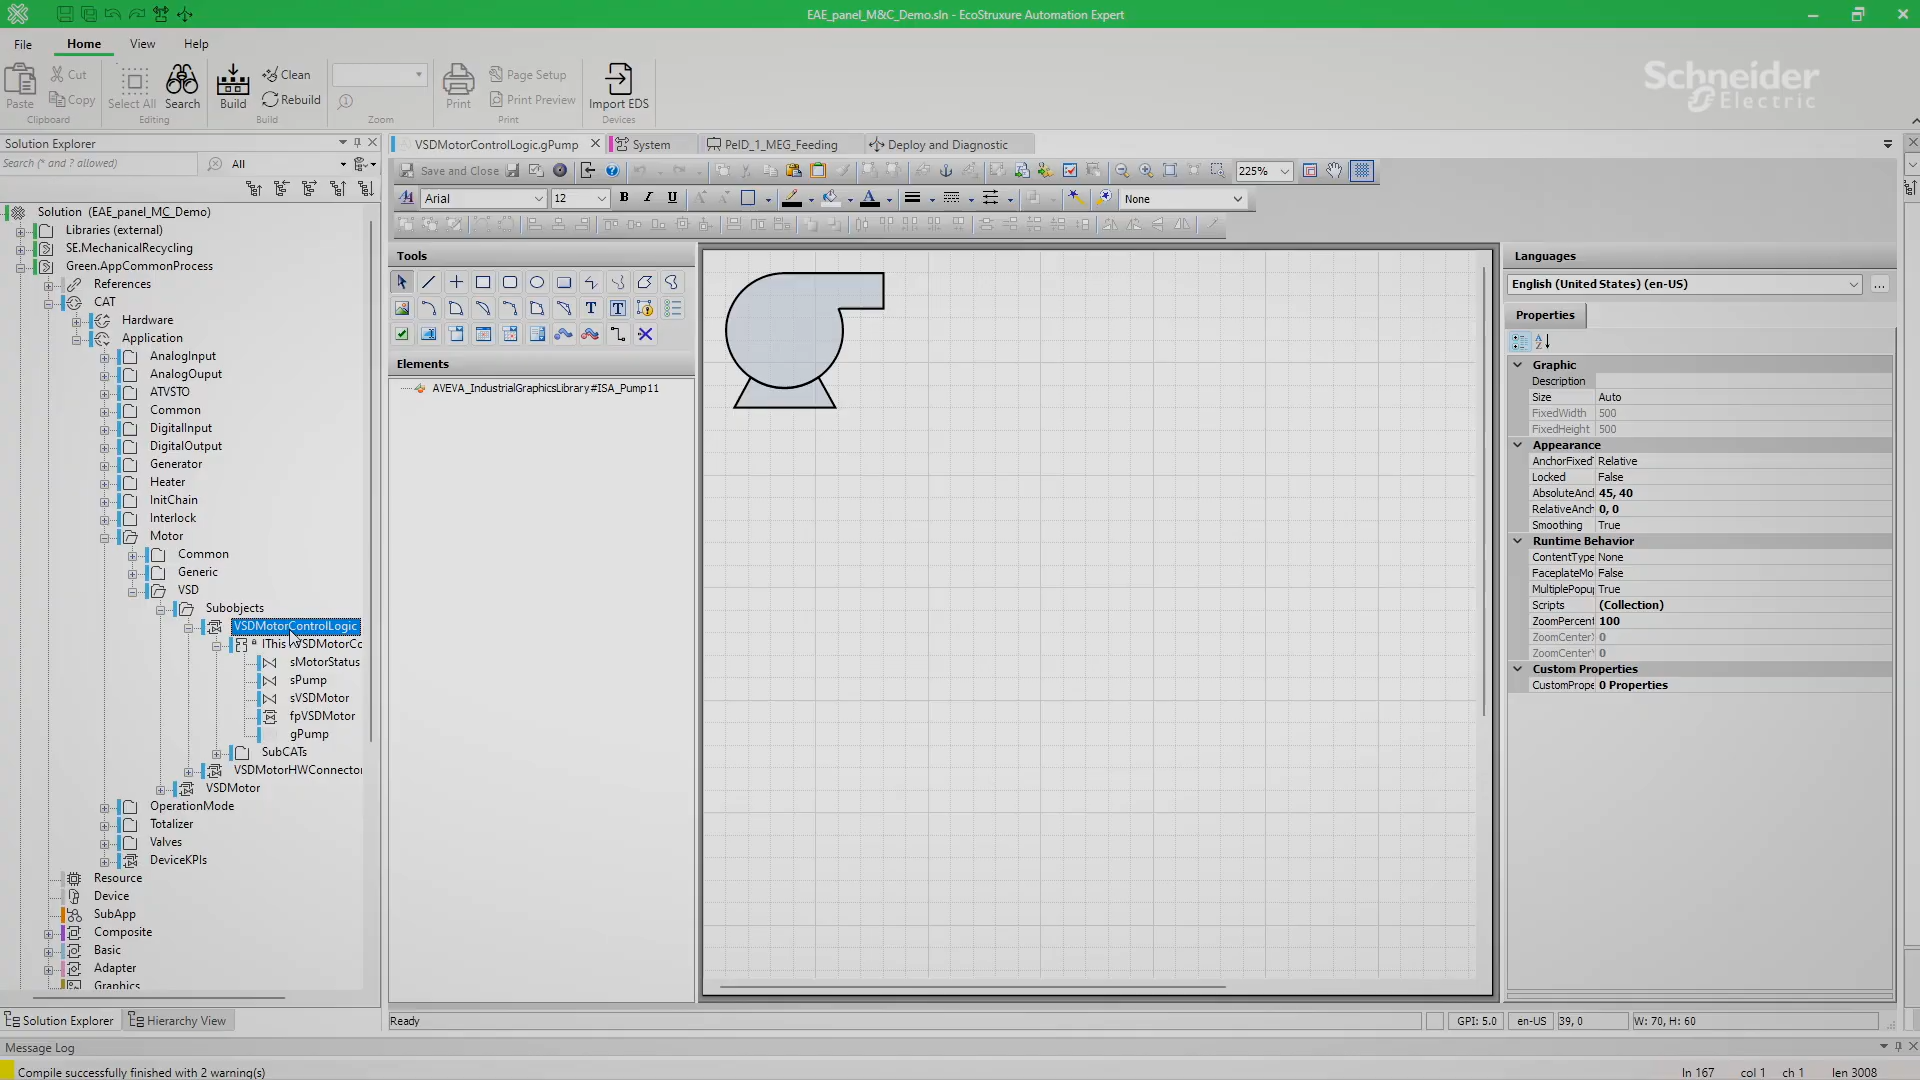 EAE_panel_M&C_Demo.sln - EcoStruxure Automation Expert
File Home View Help
Paste Cut Copy Select All Search Build Clean Rebuild Print Page Setup Print Preview Import EDS
Clipboard Editing Build Zoom Print Devices
Schneider
Electric
Solution Explorer
Search (* and ? allowed) All
Solution (EAE_panel_MC_Demo)
Libraries (external)
SE.MechanicalRecycling
Green.AppCommonProcess
References
CAT
Hardware
Application
AnalogInput
AnalogOuput
ATVSTO
Common
DigitalInput
DigitalOutput
Generator
Heater
InitChain
Interlock
Motor
Common
Generic
VSD
Subobjects
VSDMotorControlLogic
IThis VSDMotorCo
sMotorStatus
sPump
sVSDMotor
fpVSDMotor
gPump
SubCATs
VSDMotorHWConnector
VSDMotor
OperationMode
Totalizer
Valves
DeviceKPIs
Resource
Device
SubApp
Composite
Basic
Adapter
Graphics
Solution Explorer Hierarchy View
VSDMotorControlLogic.gPump System PeID_1_MEG_Feeding Deploy and Diagnostic
Save and Close 225%
Arial 12 B I U None
Tools
Elements
AVEVA_IndustrialGraphicsLibrary#ISA_Pump11
Languages
English (United States) (en-US) ...
Properties
Graphic
Description
Size Auto
FixedWidth 500
FixedHeight 500
Appearance
AnchorFixedT Relative
Locked False
AbsoluteAnc 45, 40
RelativeAnch 0, 0
Smoothing True
Runtime Behavior
ContentType None
FaceplateMo False
MultiplePopu True
Scripts (Collection)
ZoomPercent 100
ZoomCenterX 0
ZoomCenterY 0
Custom Properties
CustomPrope 0 Properties
Ready GPI: 5.0 en-US 39, 0 W: 70, H: 60
Message Log
Compile successfully finished with 2 warning(s) ln 167 col 1 ch 1 len 3008